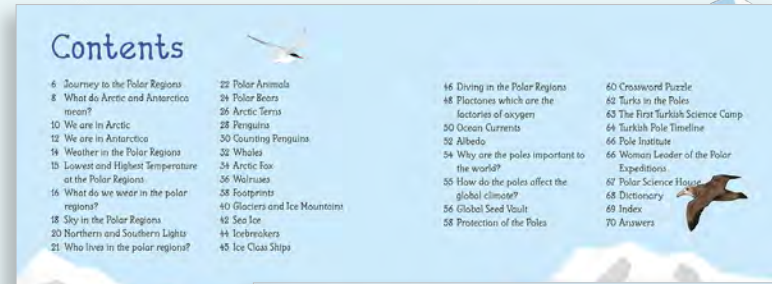 Contents
6 Journey to the Polar Regions
8 What do Arctic and Antarctica
mean?
10 We are in Arctic
12 We are in Antarctica
14 Weather in the Polar Regions
15 Lowest and Highest Temperature
at the Polar Regions
16 What do we wear in the polar
regions?
18 Sky in the Polar Regions
20 Northern and Southern Lights
21 Who lives in the polar regions?
22 Polar Animals
24 Polar Bears
26 Arctic Terns
28 Penguins
30 Counting Penguins
32 Whales
34 Arctic Fox
36 Walruses
38 Footprints
40 Glaciers and Ice Mountains
42 Sea Ice
44 Icebreakers
45 Ice Class Ships
46 Diving in the Polar Regions
48 Planctones which are the
factories of oxygen
50 Ocean Currents
52 Albedo
54 Why are the poles important to
the world?
55 How do the poles affect the
global climate?
56 Global Seed Vault
58 Protection of the Poles
60 Crossword Puzzle
62 Turks in the Poles
63 The First Turkish Science Camp
64 Turkish Pole Timeline
66 Pole Institute
66 Woman Leader of the Polar
Expeditions
67 Polar Science House
68 Dictionary
69 Index
70 Answers